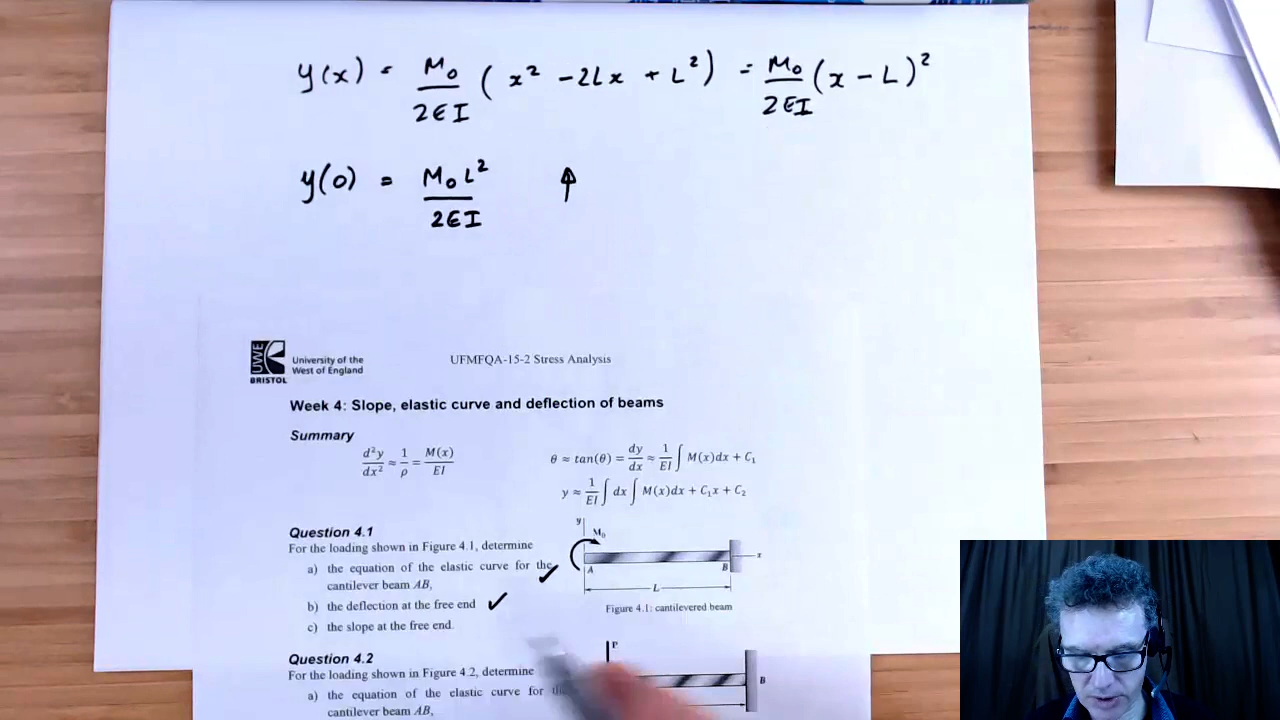 y(x) = M₀/2EI (x² - 2Lx + L²) = M₀/2EI (x - L)²
y(0) = M₀L²/2EI ↑
UWE BRISTOL
University of the
West of England
UFMFQA-15-2 Stress Analysis
Week 4: Slope, elastic curve and deflection of beams
Summary
d²y/dx² ≈ 1/ρ = M(x)/EI
θ ≈ tan(θ) = dy/dx ≈ 1/EI ∫ M(x)dx + C₁
y ≈ 1/EI ∫ dx ∫ M(x)dx + C₁x + C₂
Question 4.1
For the loading shown in Figure 4.1, determine
a) the equation of the elastic curve for the
cantilever beam AB, ✓
b) the deflection at the free end ✓
c) the slope at the free end.
y
M₀
A
B
x
L
Figure 4.1: cantilevered beam
Question 4.2
For the loading shown in Figure 4.2, determine
a) the equation of the elastic curve for
cantilever beam AB,
P
B